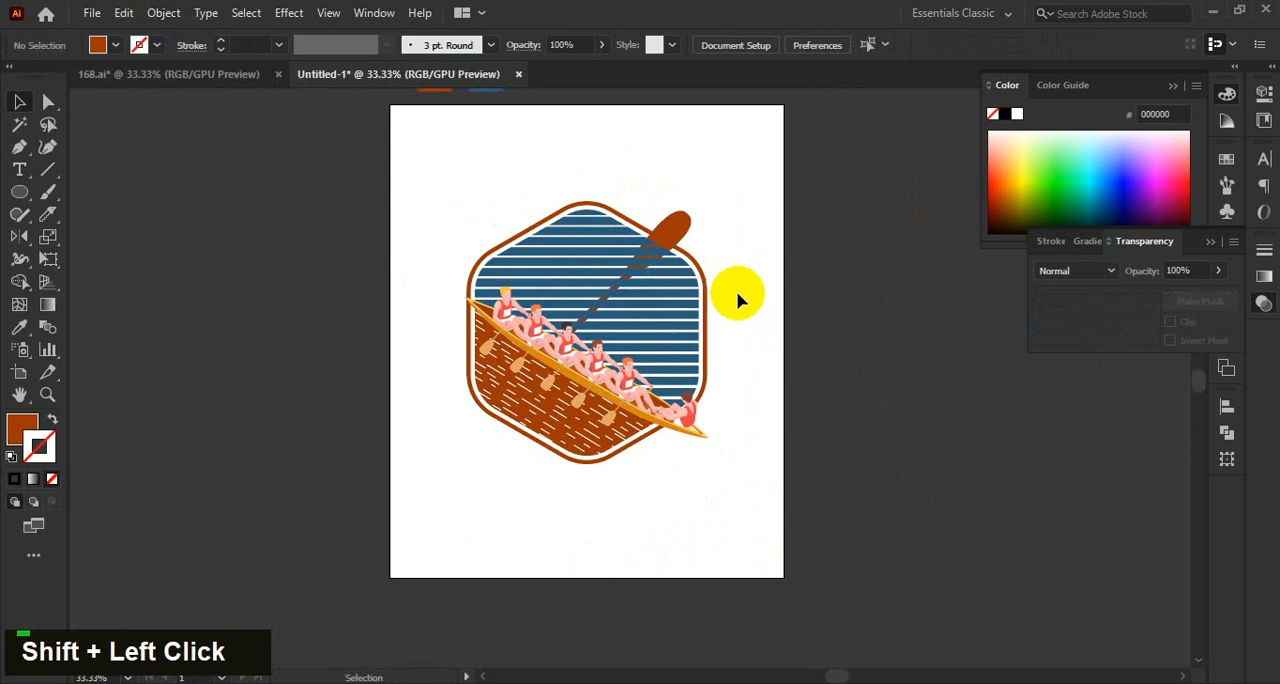 Ai File Edit Object Type Select Effect View Window Help Essentials Classic Search Adobe Stock
No Selection Stroke: 3 pt. Round Opacity: 100% Style: Document Setup Preferences
168.ai* @ 33.33% (RGB/GPU Preview) × Untitled-1* @ 33.33% (RGB/GPU Preview) ×
Color Color Guide
# 000000
Stroke Gradie Transparency
Normal Opacity: 100%
Make Mask
Clip
Invert Mask
Shift + Left Click
33.33% 1 Selection